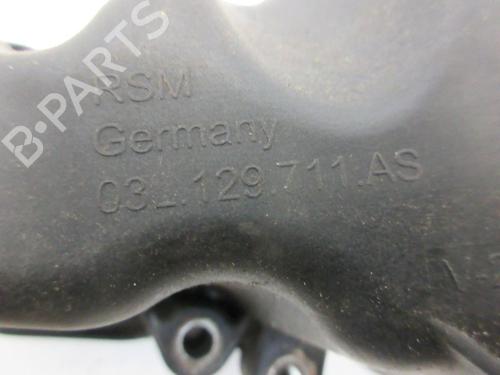 B-PARTS
RSM
Germany
03L.129.711.AS